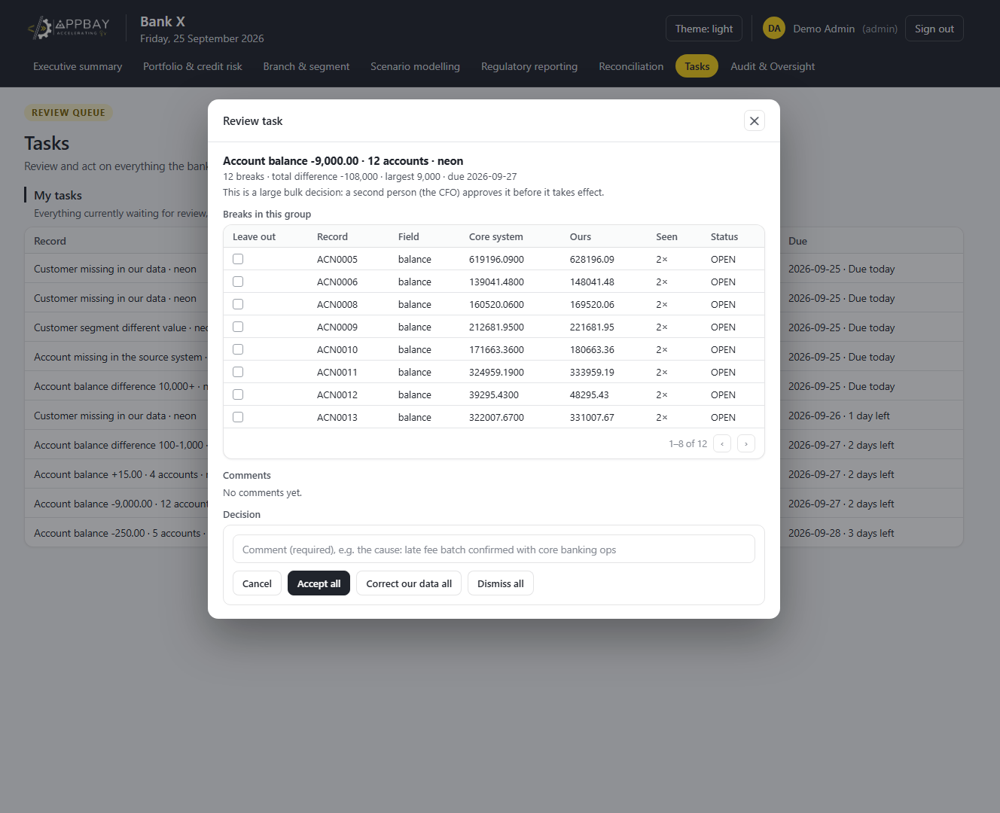 APPBAY
ACCELERATING
Bank X
Friday, 25 September 2026
Theme: light
DA
Demo Admin (admin)
Sign out
Executive summary
Portfolio & credit risk
Branch & segment
Scenario modelling
Regulatory reporting
Reconciliation
Tasks
Audit & Oversight
REVIEW QUEUE
Tasks
Review and act on everything the bank
My tasks
Everything currently waiting for review,
Record Due
Customer missing in our data · neon 2026-09-25 · Due today
Customer missing in our data · neon 2026-09-25 · Due today
Customer segment different value · neo 2026-09-25 · Due today
Account missing in the source system · 2026-09-25 · Due today
Account balance difference 10,000+ · n 2026-09-25 · Due today
Customer missing in our data · neon 2026-09-26 · 1 day left
Account balance difference 100-1,000 · 2026-09-27 · 2 days left
Account balance +15.00 · 4 accounts · n 2026-09-27 · 2 days left
Account balance -9,000.00 · 12 account 2026-09-27 · 2 days left
Account balance -250.00 · 5 accounts · 2026-09-28 · 3 days left
Review task
Account balance -9,000.00 · 12 accounts · neon
12 breaks · total difference -108,000 · largest 9,000 · due 2026-09-27
This is a large bulk decision: a second person (the CFO) approves it before it takes effect.
Breaks in this group
Leave out Record Field Core system Ours Seen Status
ACN0005 balance 619196.0900 628196.09 2× OPEN
ACN0006 balance 139041.4800 148041.48 2× OPEN
ACN0008 balance 160520.0600 169520.06 2× OPEN
ACN0009 balance 212681.9500 221681.95 2× OPEN
ACN0010 balance 171663.3600 180663.36 2× OPEN
ACN0011 balance 324959.1900 333959.19 2× OPEN
ACN0012 balance 39295.4300 48295.43 2× OPEN
ACN0013 balance 322007.6700 331007.67 2× OPEN
1–8 of 12 ‹ ›
Comments
No comments yet.
Decision
Comment (required), e.g. the cause: late fee batch confirmed with core banking ops
Cancel
Accept all
Correct our data all
Dismiss all